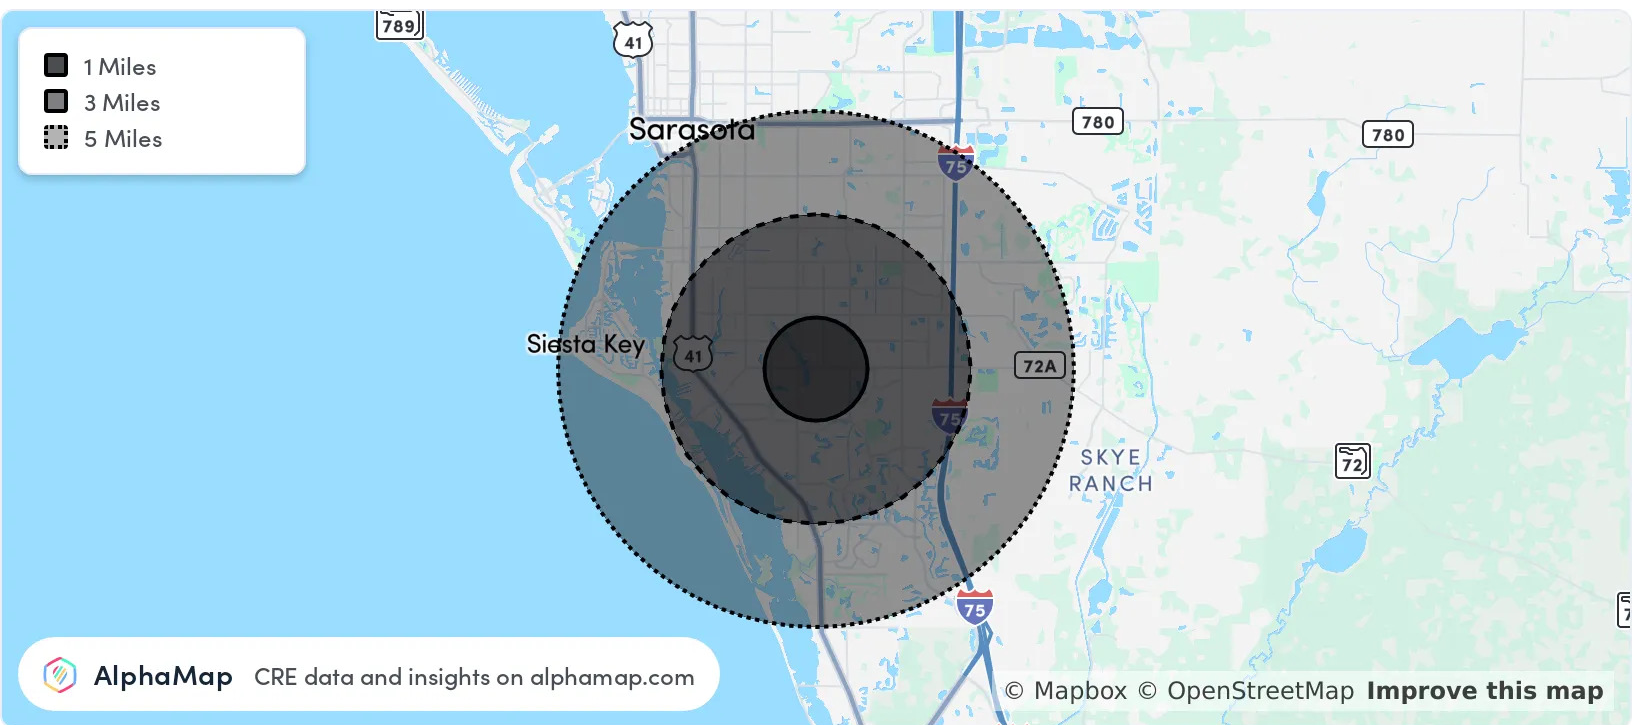 789
41
1 Miles
3 Miles
5 Miles
Sarasota
780
780
75
Siesta Key
41
72A
75
SKYE
RANCH
72
75
AlphaMap CRE data and insights on alphamap.com
© Mapbox © OpenStreetMap Improve this map